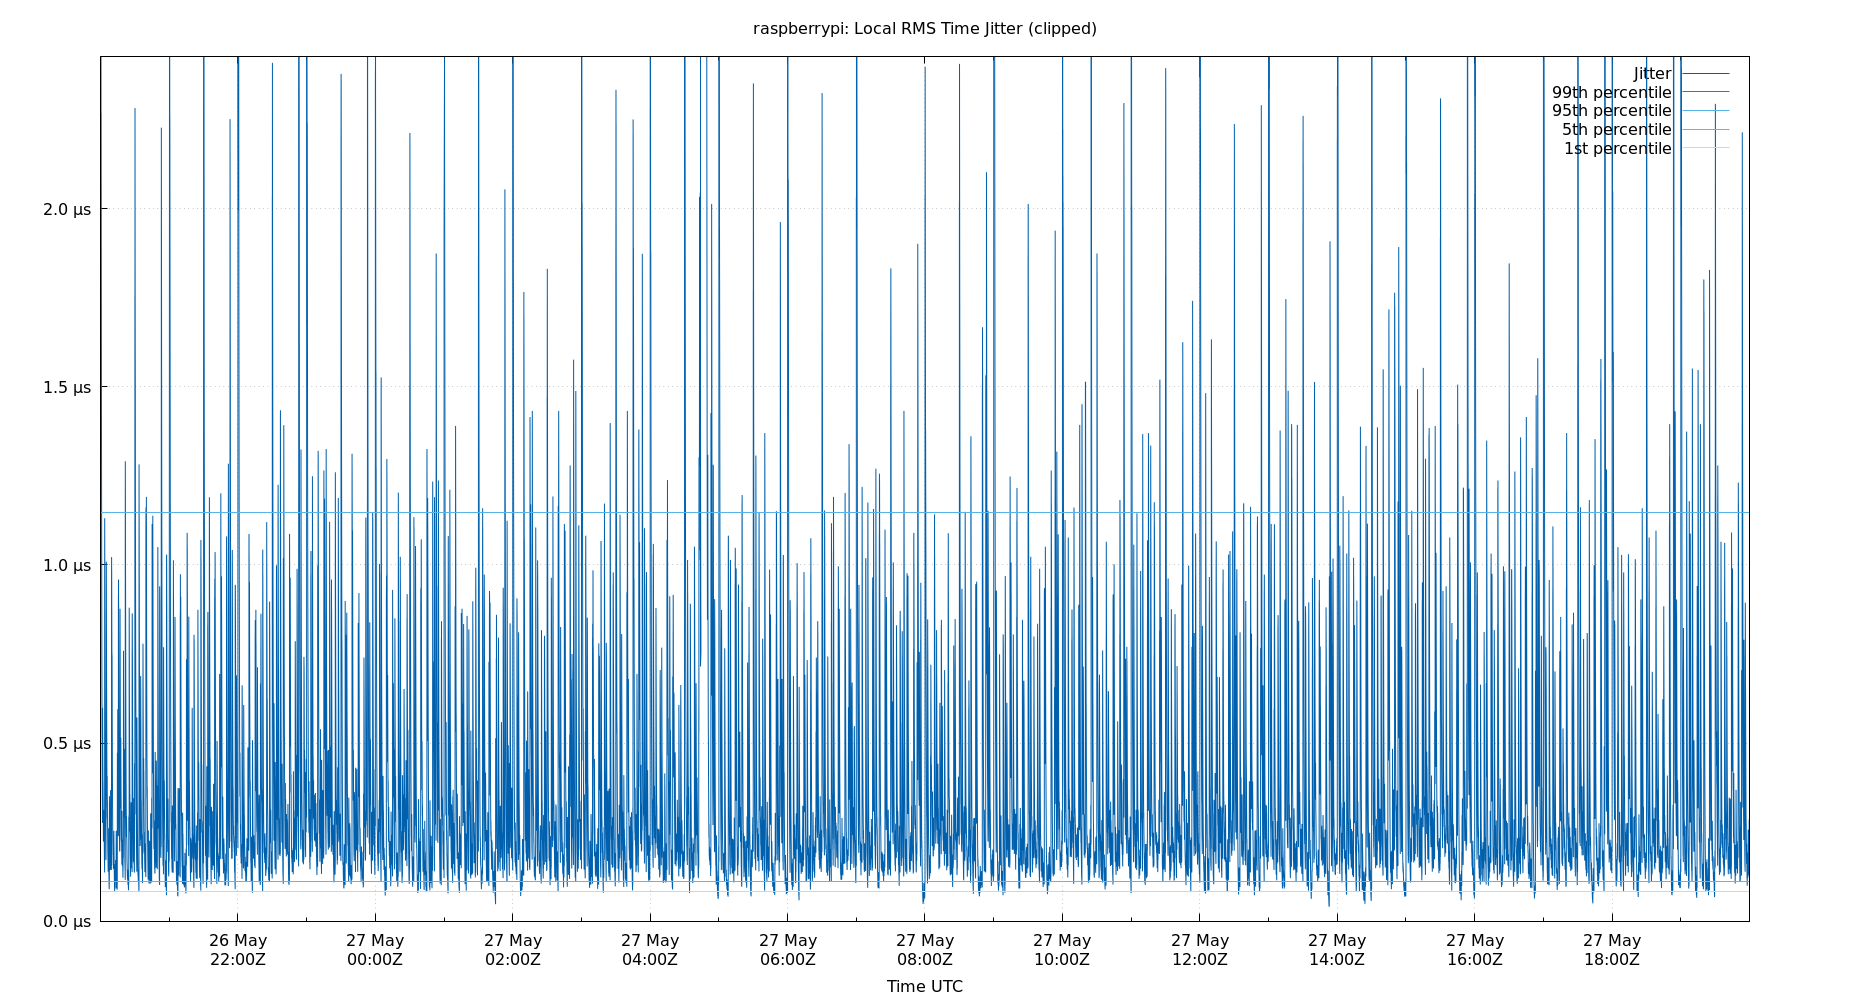 raspberrypi: Local RMS Time Jitter (clipped)
Jitter
99th percentile
95th percentile
5th percentile
1st percentile
2.0 µs
1.5 µs
1.0 µs
0.5 µs
0.0 µs
26 May 27 May 27 May 27 May 27 May 27 May 27 May 27 May 27 May 27 May 27 May
22:00Z 00:00Z 02:00Z 04:00Z 06:00Z 08:00Z 10:00Z 12:00Z 14:00Z 16:00Z 18:00Z
Time UTC